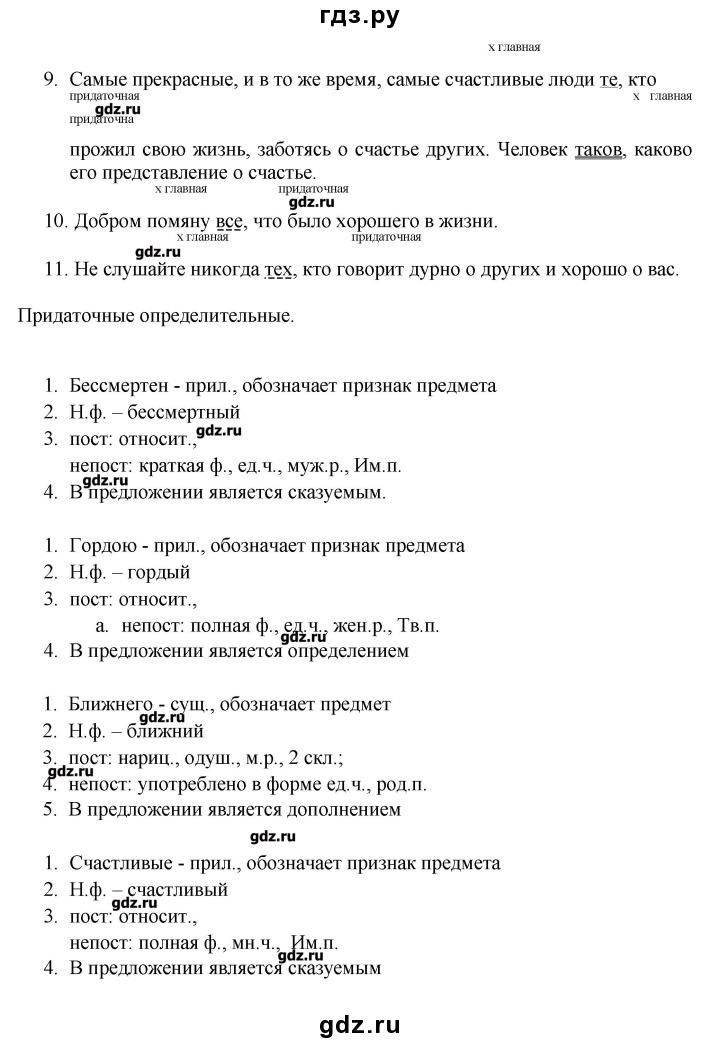 гдз.ру
х главная
9. Самые прекрасные, и в то же время, самые счастливые люди те, кто
придаточная х главная
gdz.ru
придаточна
прожил свою жизнь, заботясь о счастье других. Человек таков, каково
его представление о счастье.
х главная придаточная
gdz.ru
10. Добром помяну все, что было хорошего в жизни.
х главная придаточная
gdz.ru
11. Не слушайте никогда тех, кто говорит дурно о других и хорошо о вас.
Придаточные определительные.
1. Бессмертен - прил., обозначает признак предмета
2. Н.ф. – бессмертный
3. пост: относит.,
gdz.ru
непост: краткая ф., ед.ч., муж.р., Им.п.
gdz.ru
4. В предложении является сказуемым.
1. Гордою - прил., обозначает признак предмета
2. Н.ф. – гордый
3. пост: относит.,
a. непост: полная ф., ед.ч., жен.р., Тв.п.
gdz.ru
4. В предложении является определением
1. Ближнего - сущ., обозначает предмет
gdz.ru
2. Н.ф. – ближний
3. пост: нариц., одуш., м.р., 2 скл.;
gdz.ru
4. непост: употреблено в форме ед.ч., род.п.
5. В предложении является дополнением
gdz.ru
1. Счастливые - прил., обозначает признак предмета
2. Н.ф. – счастливый
gdz.ru
3. пост: относит.,
непост: полная ф., мн.ч., Им.п.
gdz.ru
4. В предложении является сказуемым
gdz.ru